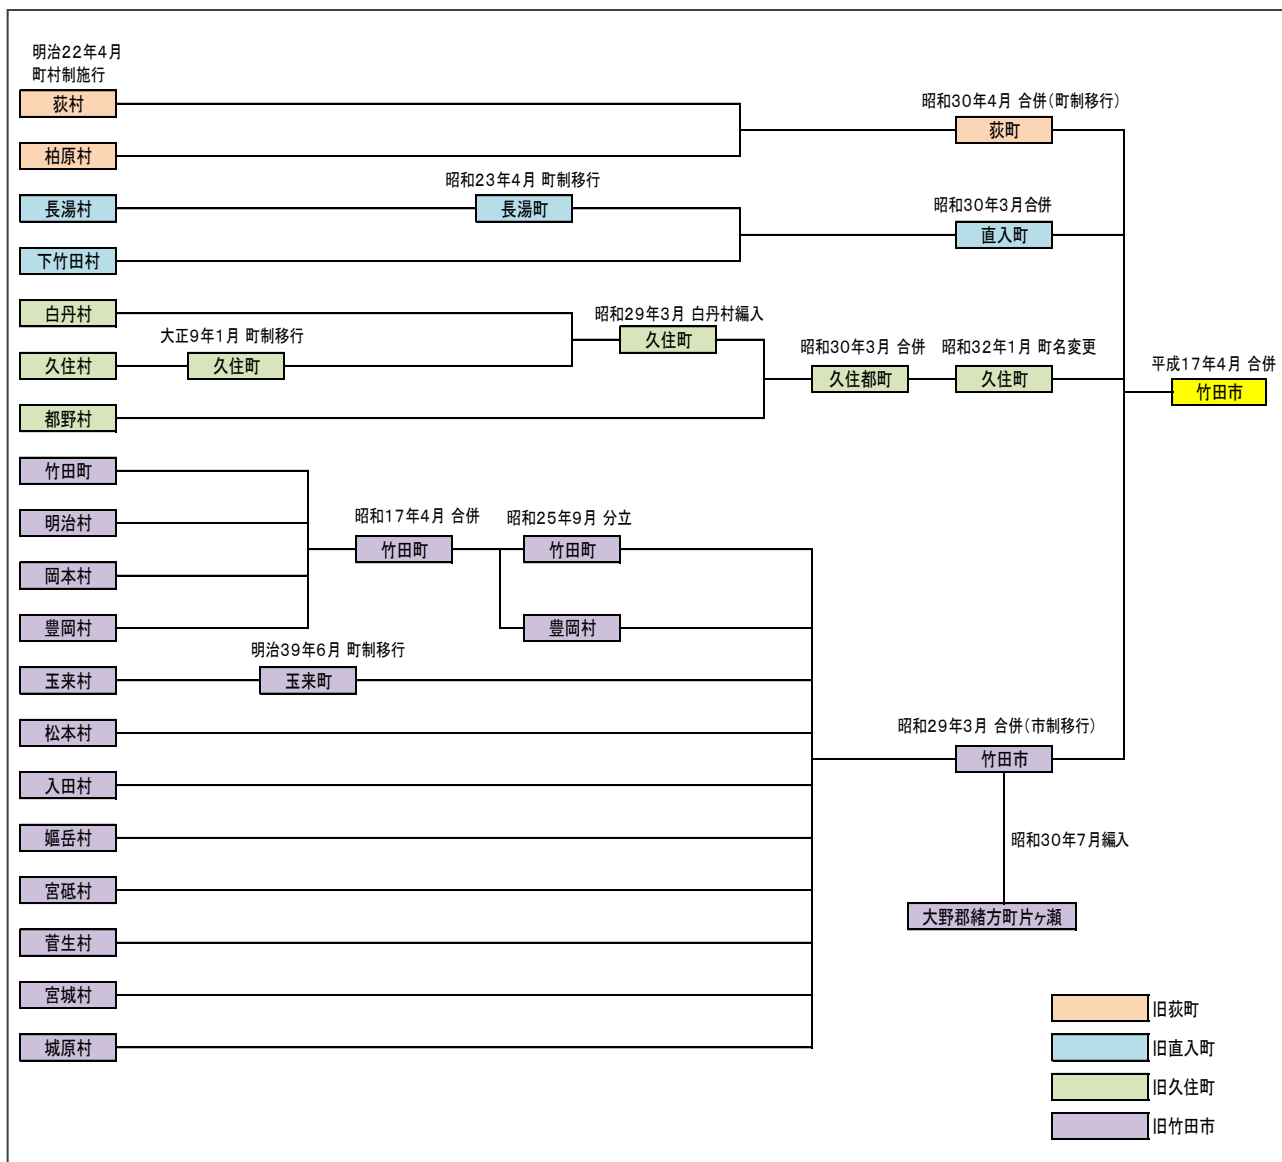 明治22年4月
町村制施行
荻村
昭和30年4月 合併(町制移行)
荻町
柏原村
昭和23年4月 町制移行
長湯村
長湯町
昭和30年3月合併
直入町
下竹田村
白丹村
昭和29年3月 白丹村編入
大正9年1月 町制移行
久住町
昭和30年3月 合併
昭和32年1月 町名変更
平成17年4月 合併
久住村
久住町
久住都町
久住町
竹田市
都野村
竹田町
明治村
昭和17年4月 合併
昭和25年9月 分立
竹田町
竹田町
岡本村
豊岡村
豊岡村
明治39年6月 町制移行
玉来村
玉来町
松本村
昭和29年3月 合併(市制移行)
竹田市
入田村
嫗岳村
昭和30年7月編入
宮砥村
大野郡緒方町片ヶ瀬
菅生村
宮城村
城原村
旧荻町
旧直入町
旧久住町
旧竹田市